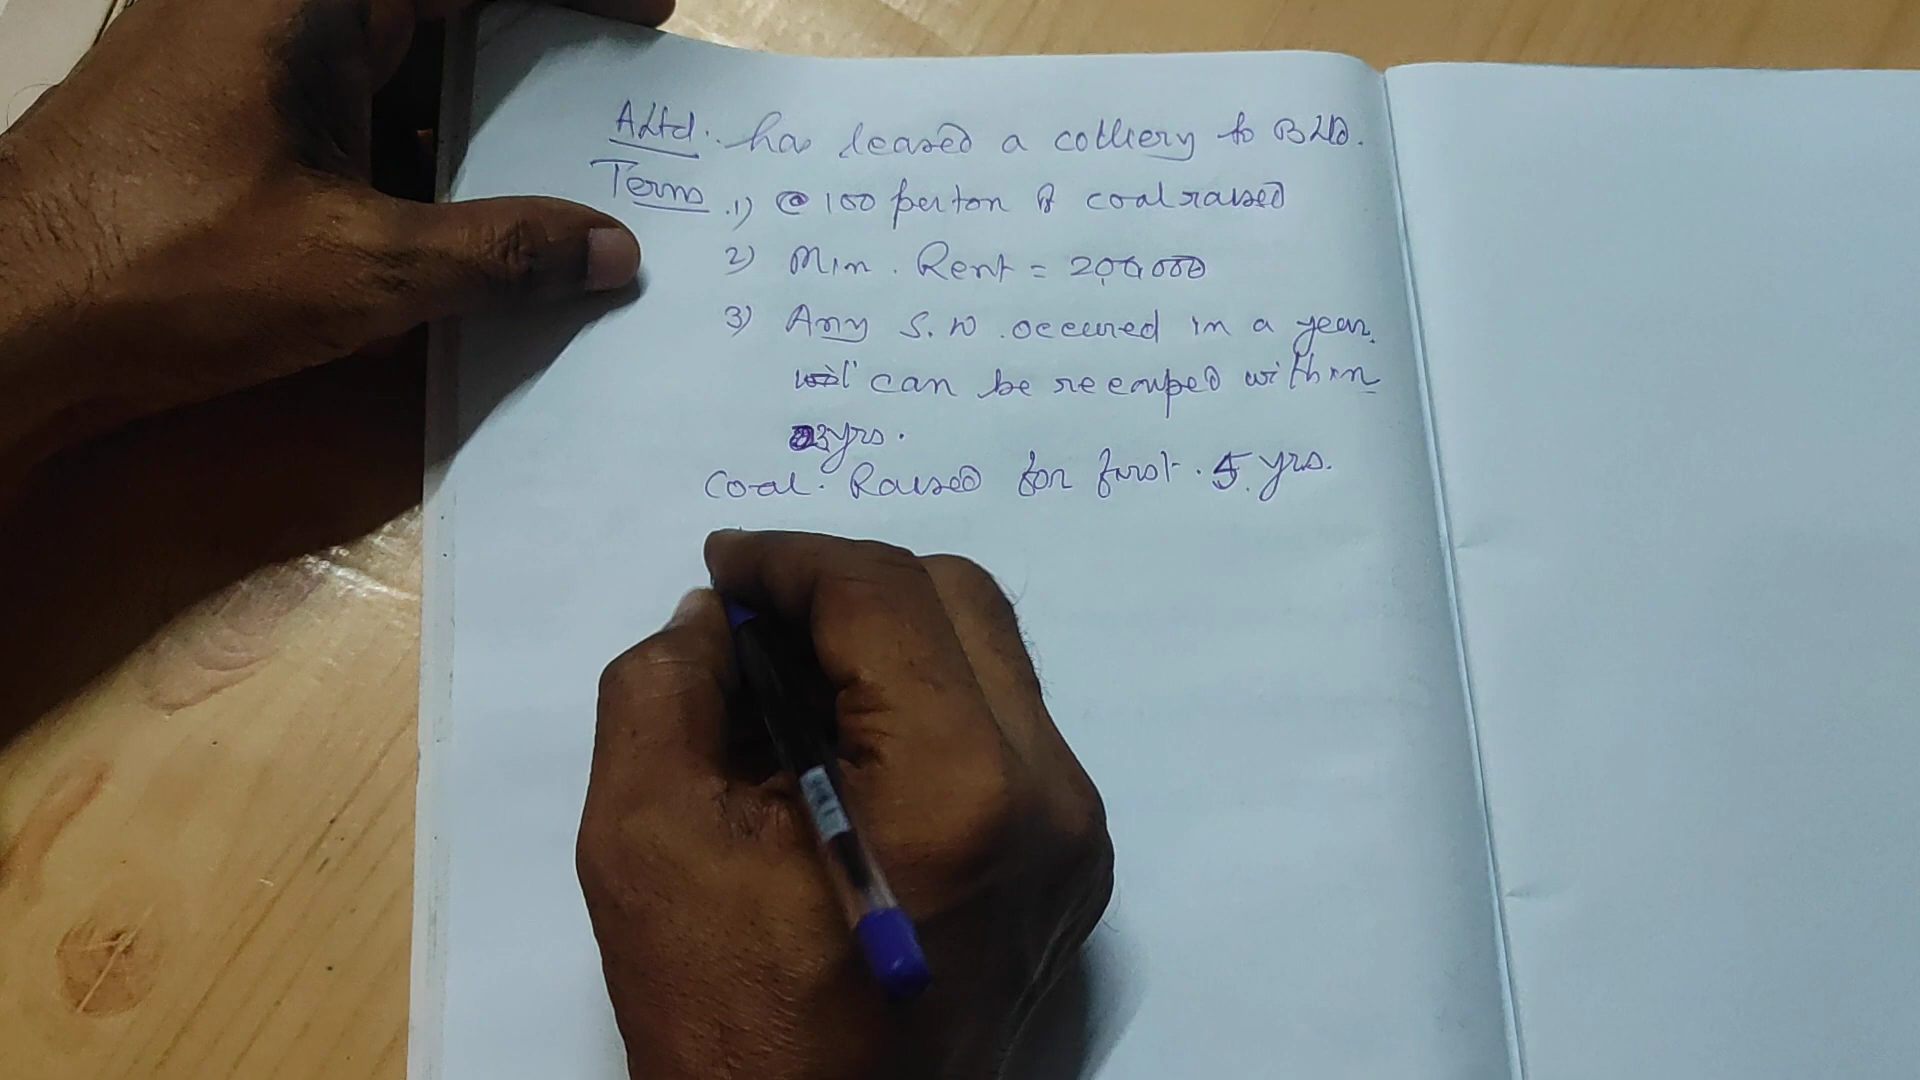 A Ltd. has leased a colliery to B Ltd.
Terms 1) @ 100 per ton of coal raised
2) Min. Rent = 200000
3) Any S.W. occured in a year
can be recouped within
3 yrs.
Coal Raised for first 5 yrs.